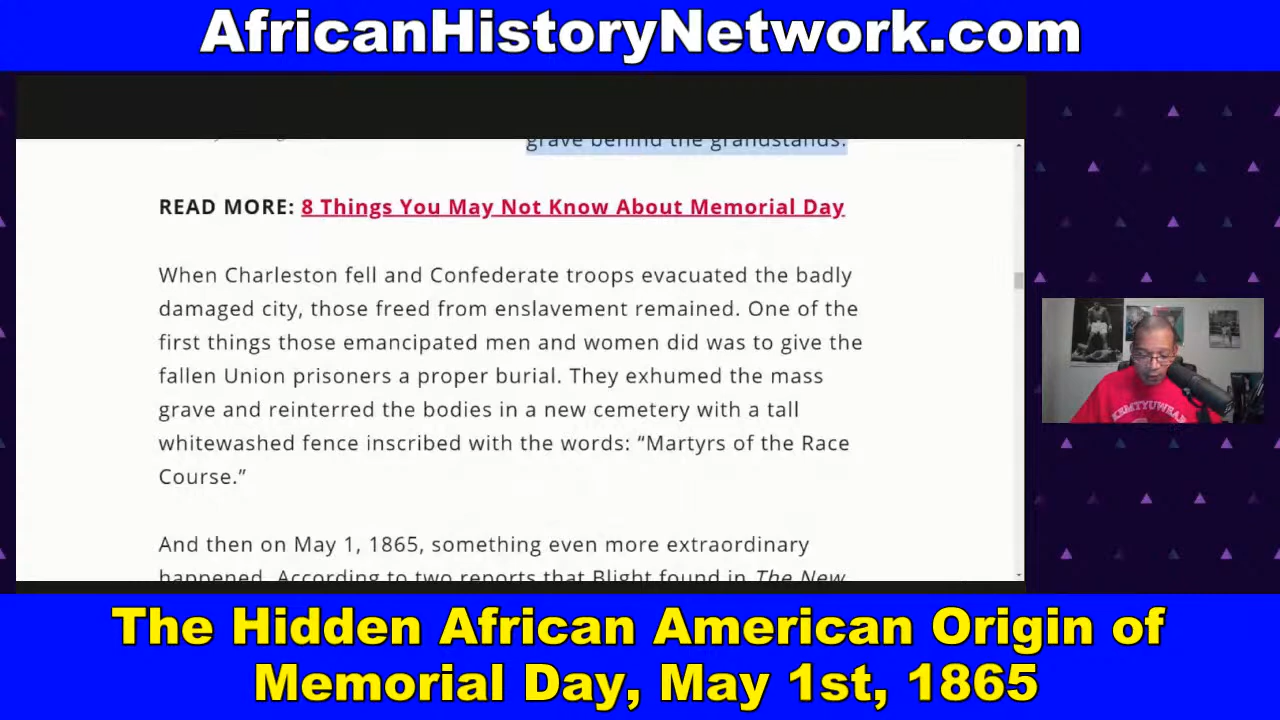 AfricanHistoryNetwork.com
grave behind the grandstands.
READ MORE: 8 Things You May Not Know About Memorial Day
When Charleston fell and Confederate troops evacuated the badly
damaged city, those freed from enslavement remained. One of the
first things those emancipated men and women did was to give the
fallen Union prisoners a proper burial. They exhumed the mass
grave and reinterred the bodies in a new cemetery with a tall
whitewashed fence inscribed with the words: “Martyrs of the Race
Course.”
And then on May 1, 1865, something even more extraordinary
happened. According to two reports that Blight found in The New
The Hidden African American Origin of
Memorial Day, May 1st, 1865